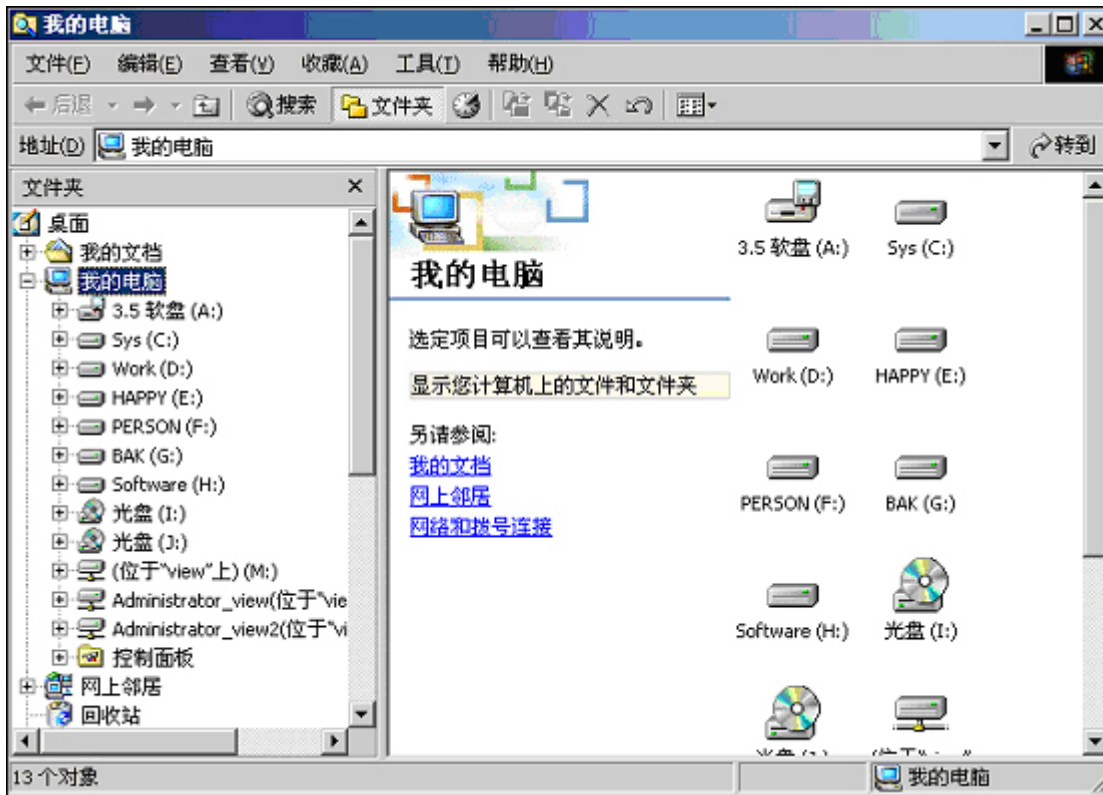 我的电脑
文件(F) 编辑(E) 查看(V) 收藏(A) 工具(T) 帮助(H)
后退 搜索 文件夹
地址(D) 我的电脑 转到
文件夹
桌面
我的文档
我的电脑
3.5 软盘 (A:)
Sys (C:)
Work (D:)
HAPPY (E:)
PERSON (F:)
BAK (G:)
Software (H:)
光盘 (I:)
光盘 (J:)
(位于"view"上) (M:)
Administrator_view(位于"vie
Administrator_view2(位于"vi
控制面板
网上邻居
回收站
我的电脑
选定项目可以查看其说明。
显示您计算机上的文件和文件夹
另请参阅:
我的文档
网上邻居
网络和拨号连接
3.5 软盘 (A:) Sys (C:)
Work (D:) HAPPY (E:)
PERSON (F:) BAK (G:)
Software (H:) 光盘 (I:)
13 个对象 我的电脑